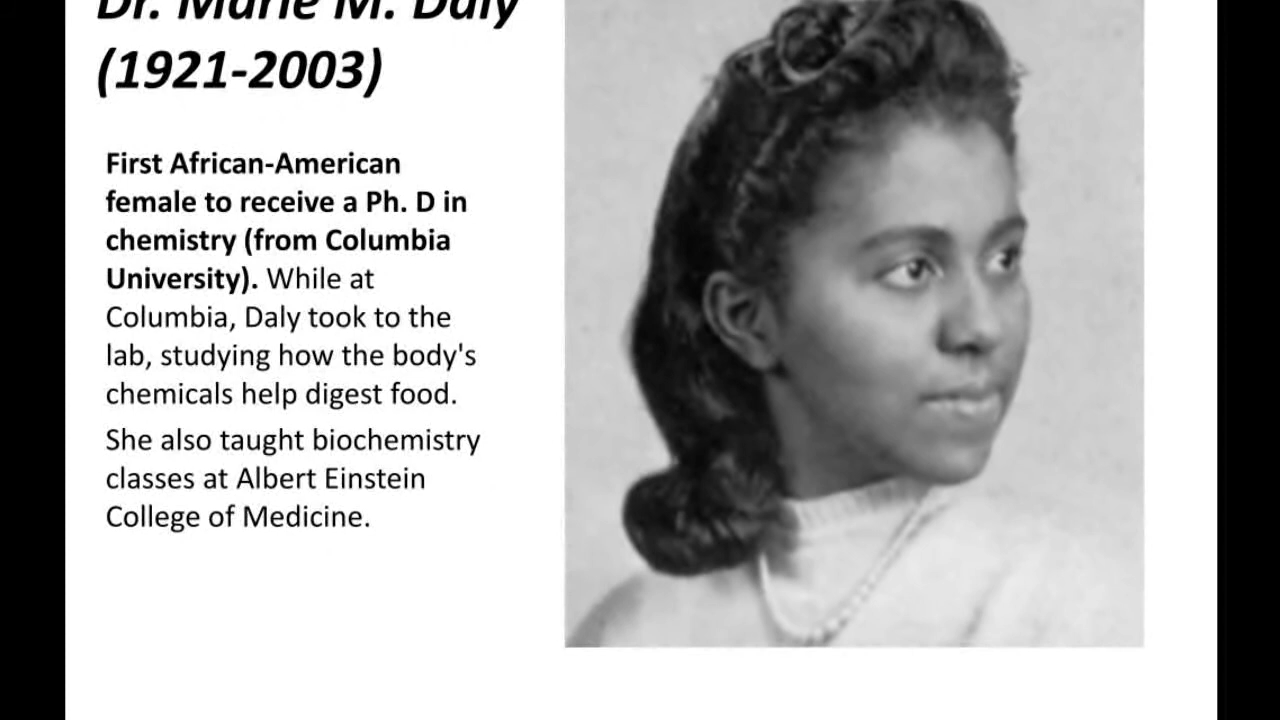 Dr. Marie M. Daly
(1921-2003)
First African-American
female to receive a Ph. D in
chemistry (from Columbia
University). While at
Columbia, Daly took to the
lab, studying how the body's
chemicals help digest food.
She also taught biochemistry
classes at Albert Einstein
College of Medicine.